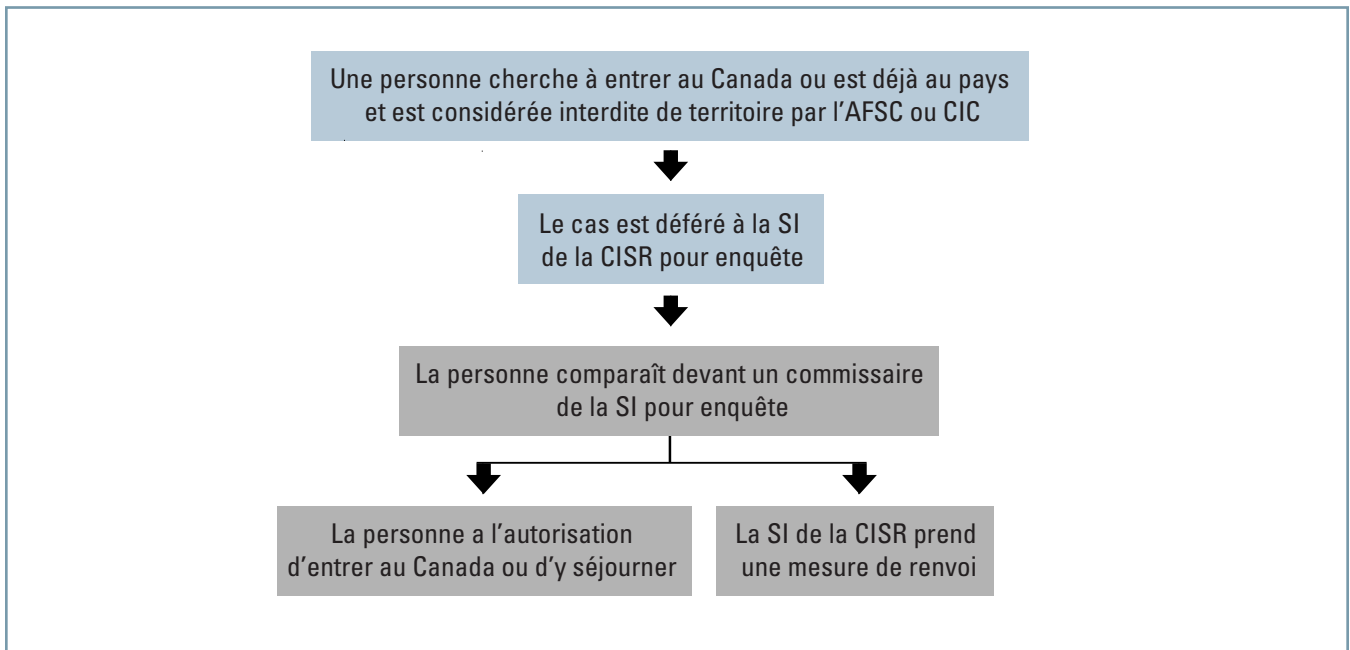 Une personne cherche à entrer au Canada ou est déjà au pays
et est considérée interdite de territoire par l'AFSC ou CIC
Le cas est déféré à la SI
de la CISR pour enquête
La personne comparaît devant un commissaire
de la SI pour enquête
La personne a l'autorisation
d'entrer au Canada ou d'y séjourner
La SI de la CISR prend
une mesure de renvoi